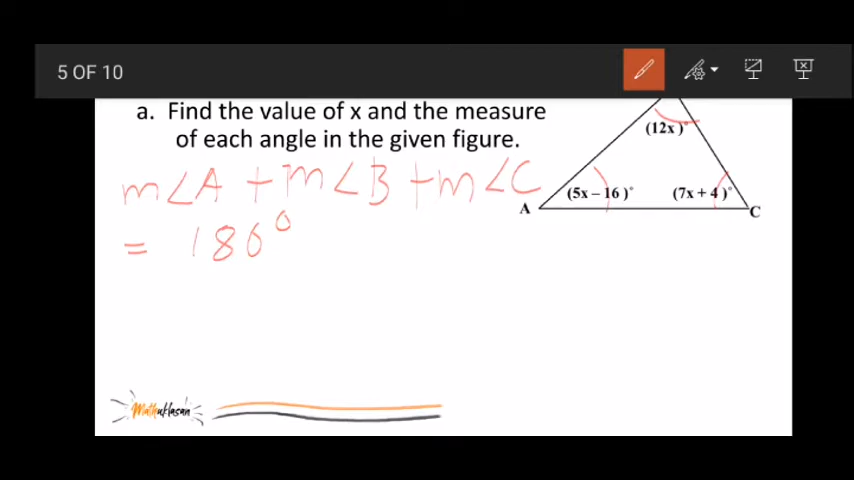 5 OF 10
a. Find the value of x and the measure
of each angle in the given figure.
m∠A + m∠B + m∠C
= 180°
(12x)°
(5x – 16)°
(7x + 4)°
A
C
Mathuklasan